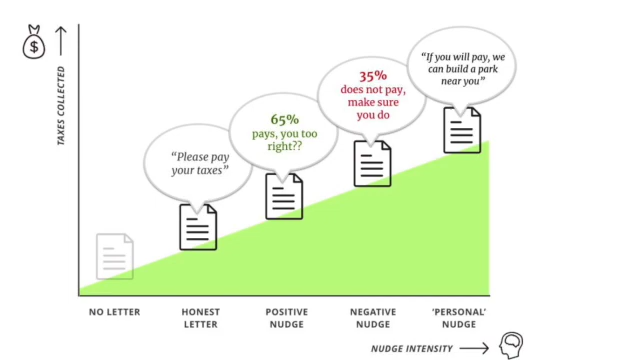 "If you will pay, we
can build a park
near you"
35%
does not pay,
make sure
you do
65%
pays, you too
right??
"Please pay
your taxes"
$
TAXES COLLECTED
NO LETTER
HONEST
LETTER
POSITIVE
NUDGE
NEGATIVE
NUDGE
'PERSONAL'
NUDGE
NUDGE INTENSITY